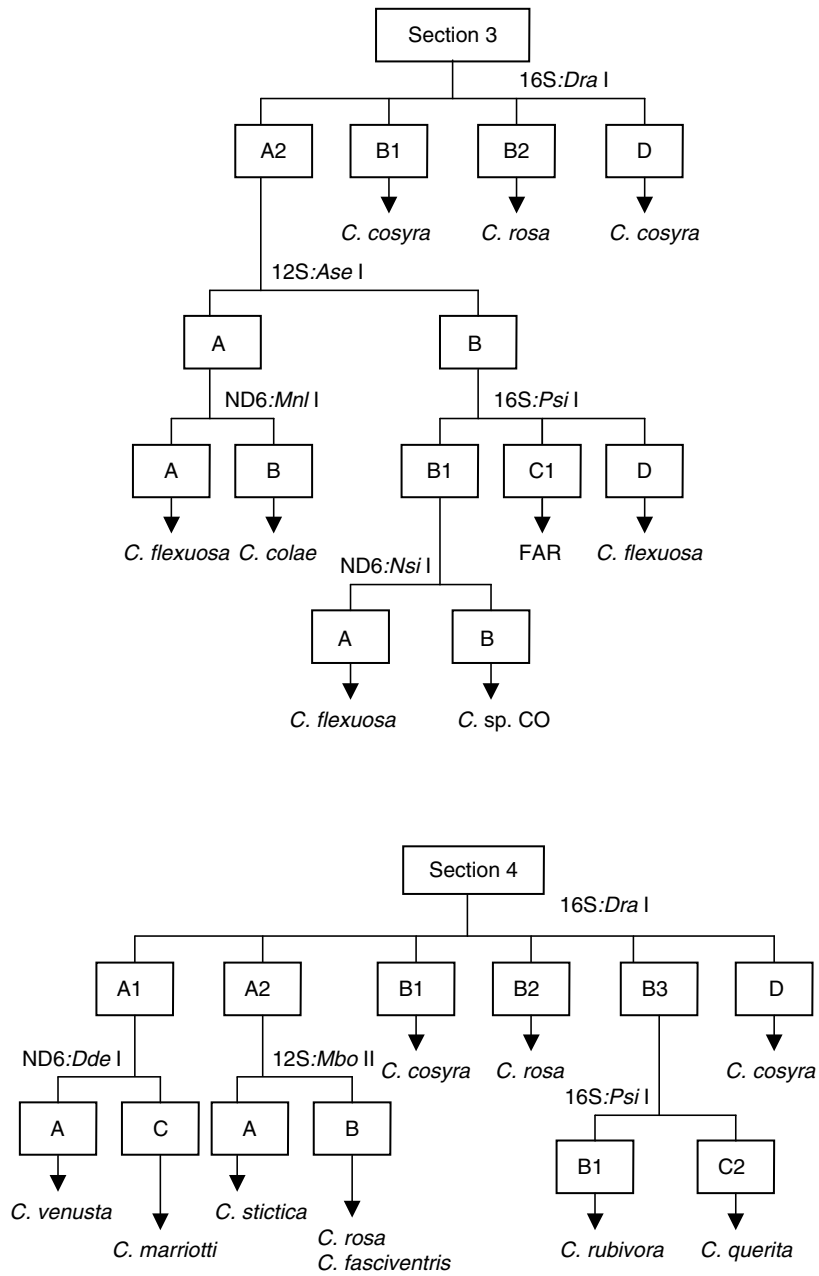 Section 3
16S:Dra I
A2 B1 B2 D
C. cosyra C. rosa C. cosyra
12S:Ase I
A B
ND6:Mnl I 16S:Psi I
A B B1 C1 D
C. flexuosa C. colae FAR C. flexuosa
ND6:Nsi I
A B
C. flexuosa C. sp. CO
Section 4
16S:Dra I
A1 A2 B1 B2 B3 D
ND6:Dde I 12S:Mbo II C. cosyra C. rosa C. cosyra
16S:Psi I
A C A B
B1 C2
C. venusta C. stictica
C. marriotti C. rosa C. rubivora C. querita
C. fasciventris